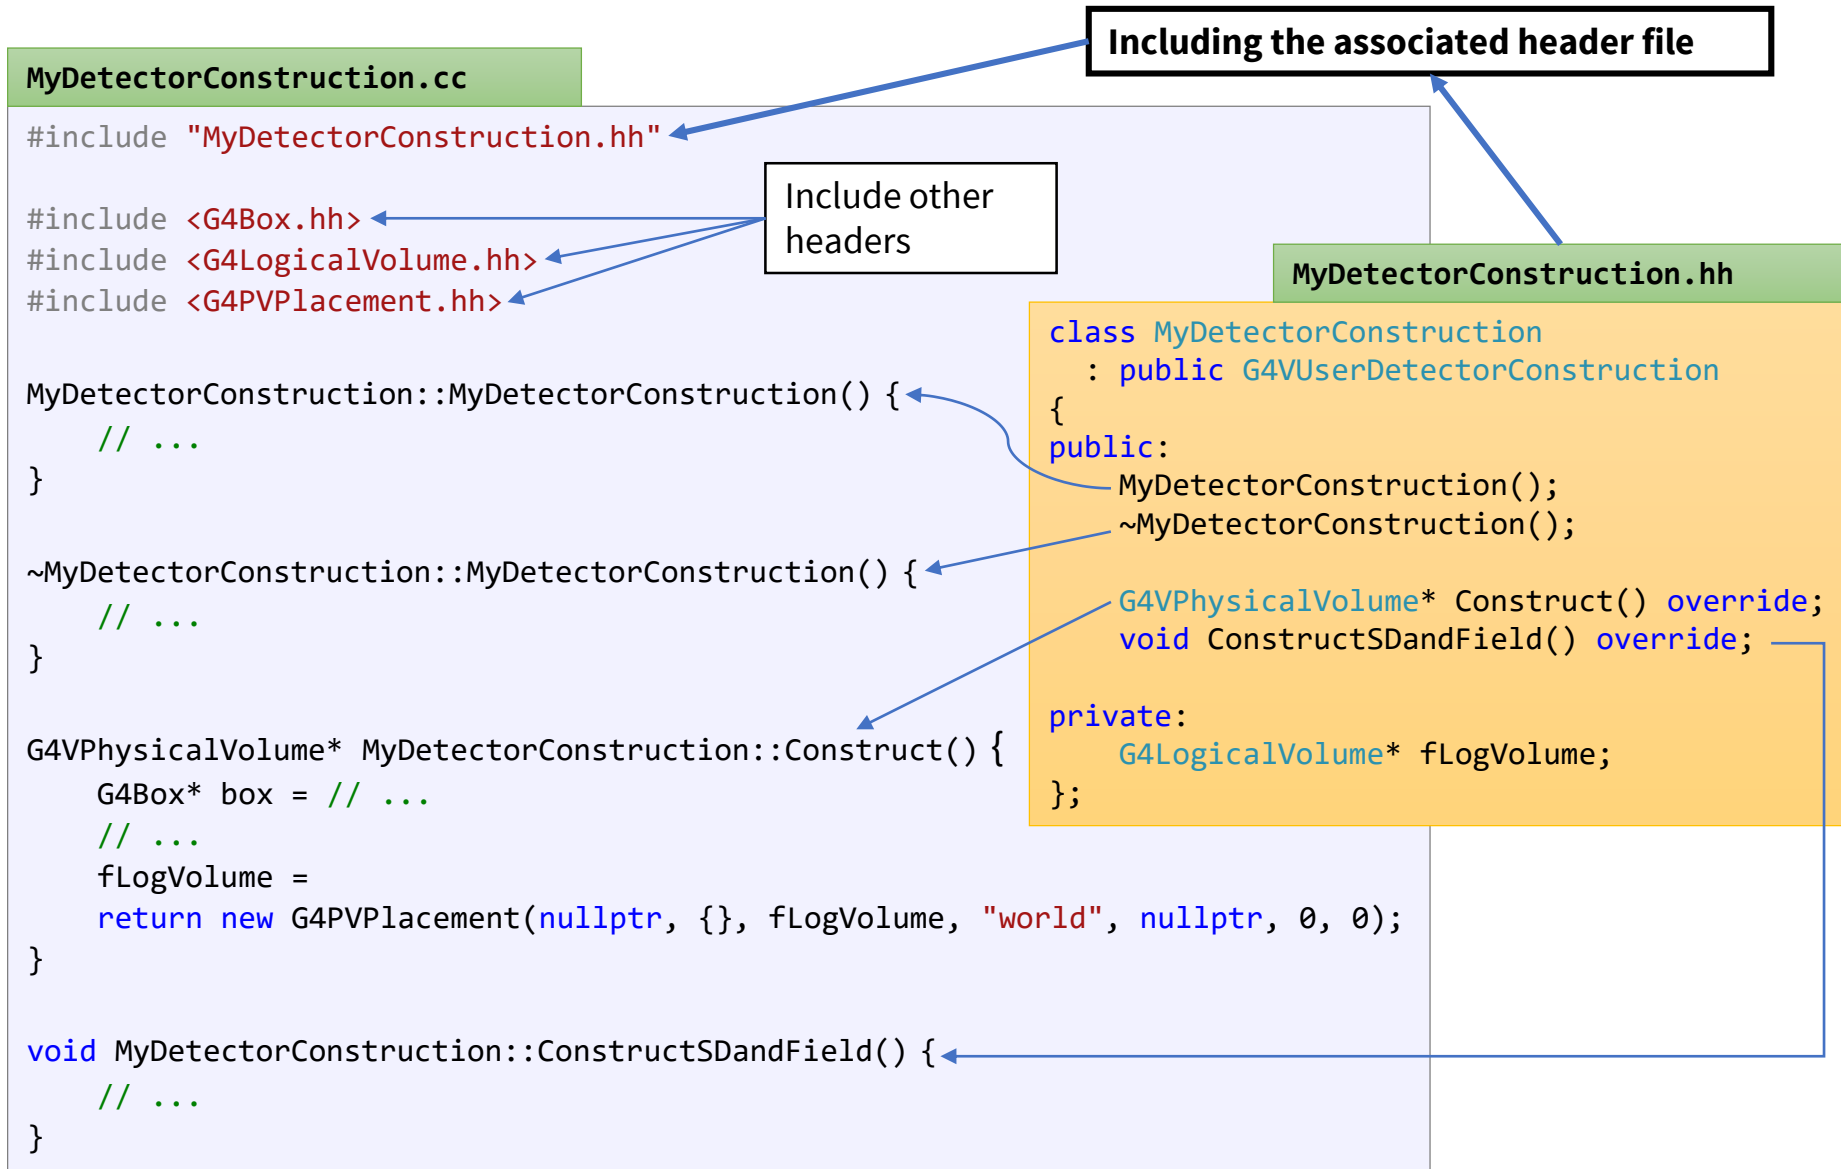 Including the associated header file
MyDetectorConstruction.cc
#include "MyDetectorConstruction.hh"
Include other
headers
#include <G4Box.hh>
#include <G4LogicalVolume.hh>
#include <G4PVPlacement.hh>
MyDetectorConstruction::MyDetectorConstruction() {
    // ...
}
~MyDetectorConstruction::MyDetectorConstruction() {
    // ...
}
G4VPhysicalVolume* MyDetectorConstruction::Construct() {
    G4Box* box = // ...
    // ...
    fLogVolume =
    return new G4PVPlacement(nullptr, {}, fLogVolume, "world", nullptr, 0, 0);
}
void MyDetectorConstruction::ConstructSDandField() {
    // ...
}
MyDetectorConstruction.hh
class MyDetectorConstruction
  : public G4VUserDetectorConstruction
{
public:
    MyDetectorConstruction();
    ~MyDetectorConstruction();
    G4VPhysicalVolume* Construct() override;
    void ConstructSDandField() override;
private:
    G4LogicalVolume* fLogVolume;
};